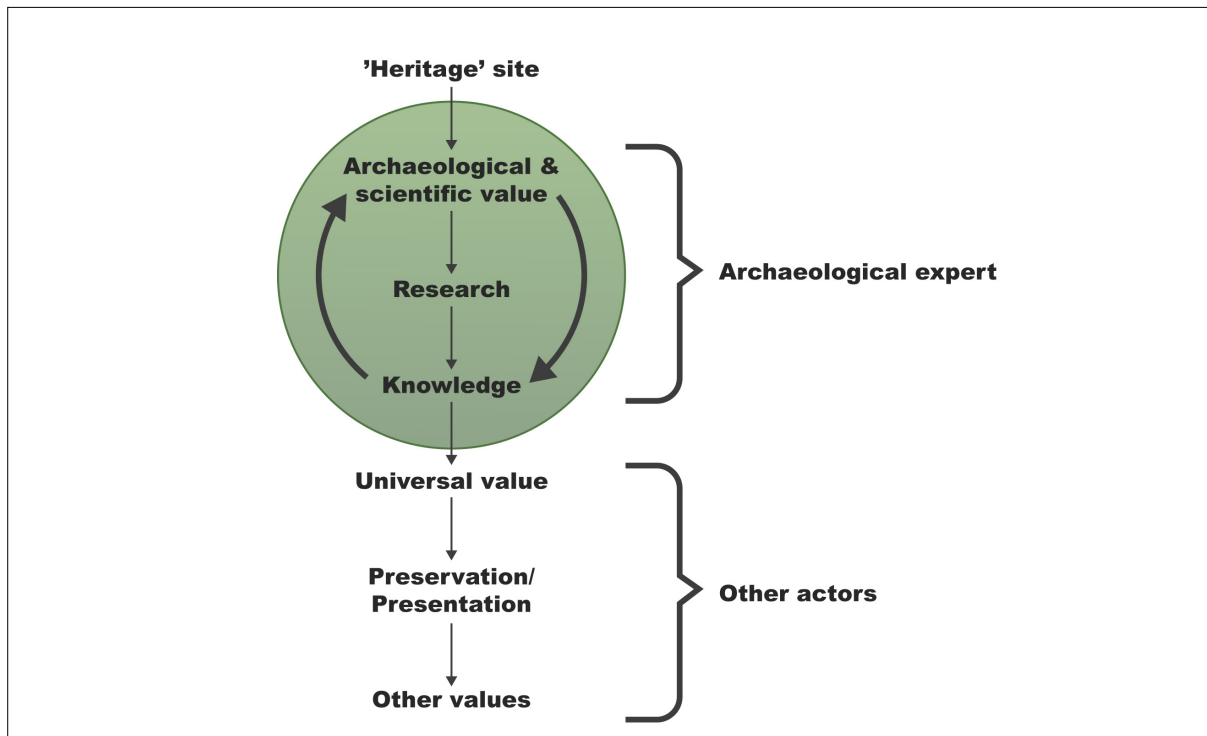 ’Heritage’ site
Archaeological &
scientific value
Research
Archaeological expert
Knowledge
Universal value
Preservation/
Presentation
Other actors
Other values